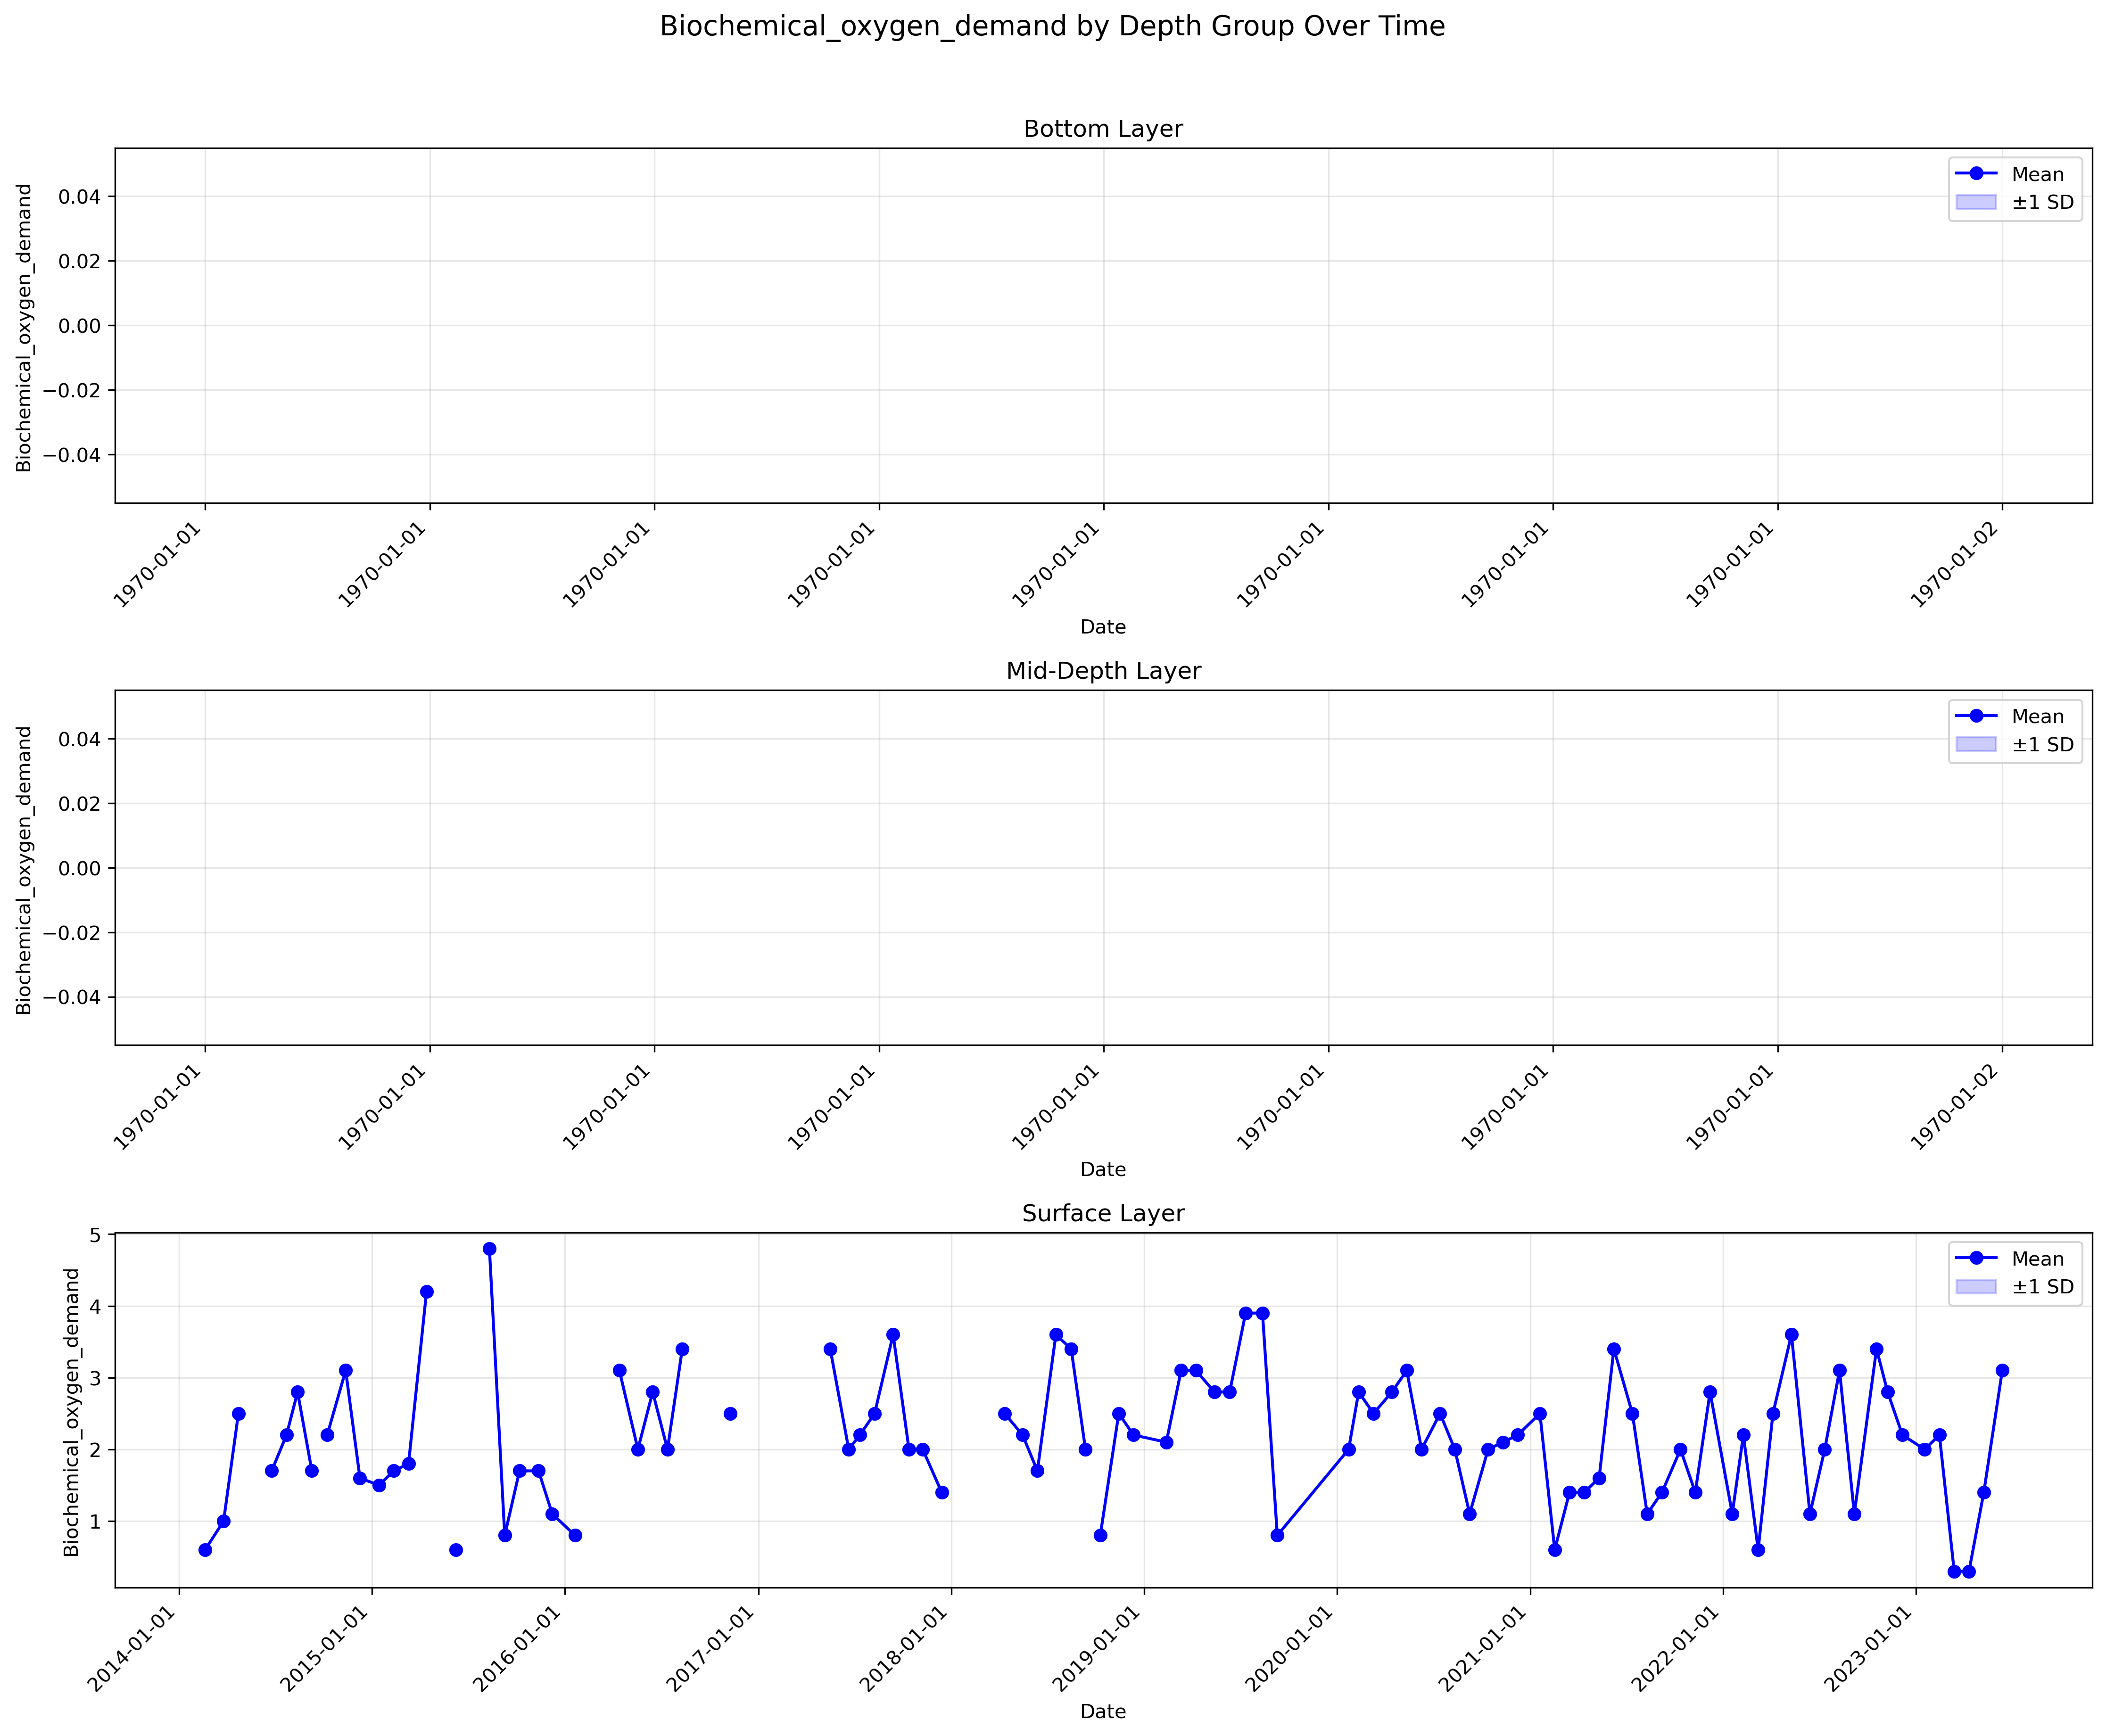 Biochemical_oxygen_demand by Depth Group Over Time
Bottom Layer
Biochemical_oxygen_demand
0.04
0.02
0.00
−0.02
−0.04
Mean
±1 SD
1970-01-01
1970-01-01
1970-01-01
1970-01-01
1970-01-01
1970-01-01
1970-01-01
1970-01-01
1970-01-02
Date
Mid-Depth Layer
Biochemical_oxygen_demand
0.04
0.02
0.00
−0.02
−0.04
Mean
±1 SD
1970-01-01
1970-01-01
1970-01-01
1970-01-01
1970-01-01
1970-01-01
1970-01-01
1970-01-01
1970-01-02
Date
Surface Layer
Biochemical_oxygen_demand
5
4
3
2
1
Mean
±1 SD
2014-01-01
2015-01-01
2016-01-01
2017-01-01
2018-01-01
2019-01-01
2020-01-01
2021-01-01
2022-01-01
2023-01-01
Date